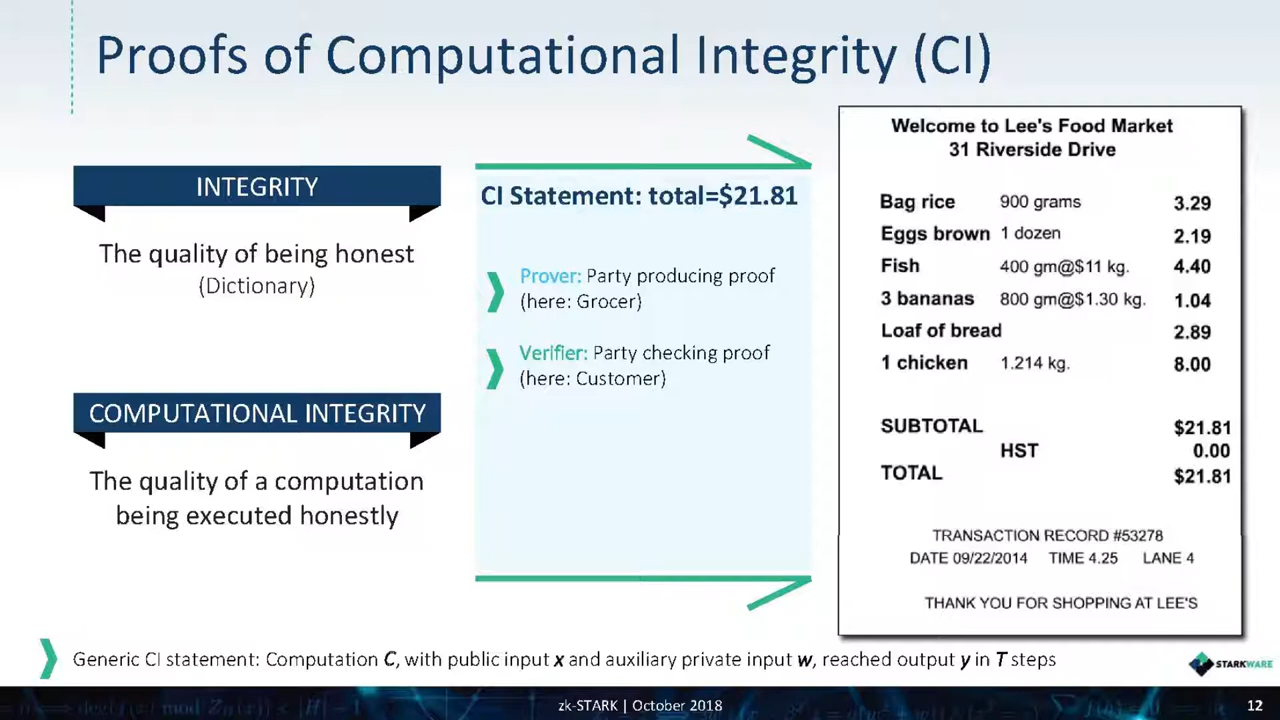 Proofs of Computational Integrity (CI)
INTEGRITY
The quality of being honest
(Dictionary)
COMPUTATIONAL INTEGRITY
The quality of a computation
being executed honestly
CI Statement: total=$21.81
Prover: Party producing proof
(here: Grocer)
Verifier: Party checking proof
(here: Customer)
Welcome to Lee's Food Market
31 Riverside Drive
Bag rice 900 grams 3.29
Eggs brown 1 dozen 2.19
Fish 400 gm@$11 kg. 4.40
3 bananas 800 gm@$1.30 kg. 1.04
Loaf of bread 2.89
1 chicken 1.214 kg. 8.00
SUBTOTAL $21.81
HST 0.00
TOTAL $21.81
TRANSACTION RECORD #53278
DATE 09/22/2014 TIME 4.25 LANE 4
THANK YOU FOR SHOPPING AT LEE'S
Generic CI statement: Computation C, with public input x and auxiliary private input w, reached output y in T steps
STARKWARE
zk-STARK | October 2018
12